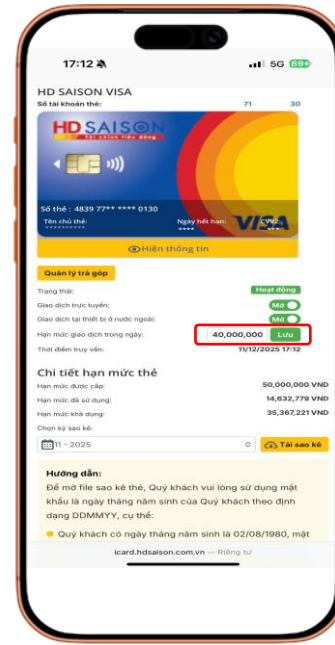 17:12
5G 89
HD SAISON VISA
Số tài khoản thẻ: 71 30
HD SAISON
Tài chính tiêu dùng
Số thẻ : 4839 77** **** 0130
Tên chủ thẻ: Ngày hết hạn: CVV2:
********** **** ***
VISA
Hiện thông tin
Quản lý trả góp
Trạng thái: Hoạt động
Giao dịch trực tuyến: Mở
Giao dịch tại thiết bị ở nước ngoài: Mở
Hạn mức giao dịch trong ngày: 40,000,000 Lưu
Thời điểm truy vấn: 11/12/2025 17:12
Chi tiết hạn mức thẻ
Hạn mức được cấp: 50,000,000 VND
Hạn mức đã sử dụng: 14,632,779 VND
Hạn mức khả dụng: 35,367,221 VND
Chọn kỳ sao kê:
11 - 2025 Tải sao kê
Hướng dẫn:
Để mở file sao kê thẻ, Quý khách vui lòng sử dụng mật
khẩu là ngày tháng năm sinh của Quý khách theo định
dạng DDMMYY, cụ thể:
Quý khách có ngày tháng năm sinh là 02/08/1980, mật
icard.hdsaison.com.vn — Riêng tư